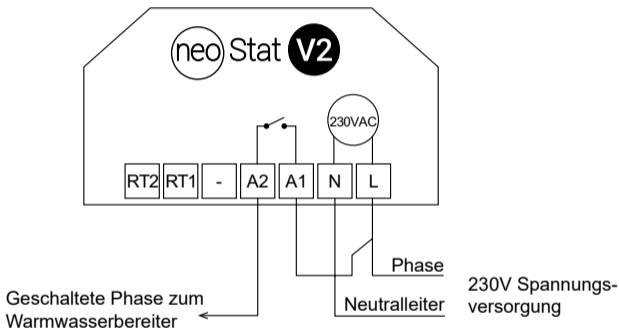 neo Stat V2
230VAC
RT2 RT1 - A2 A1 N L
Phase
Neutralleiter
230V Spannungs-
versorgung
Geschaltete Phase zum
Warmwasserbereiter